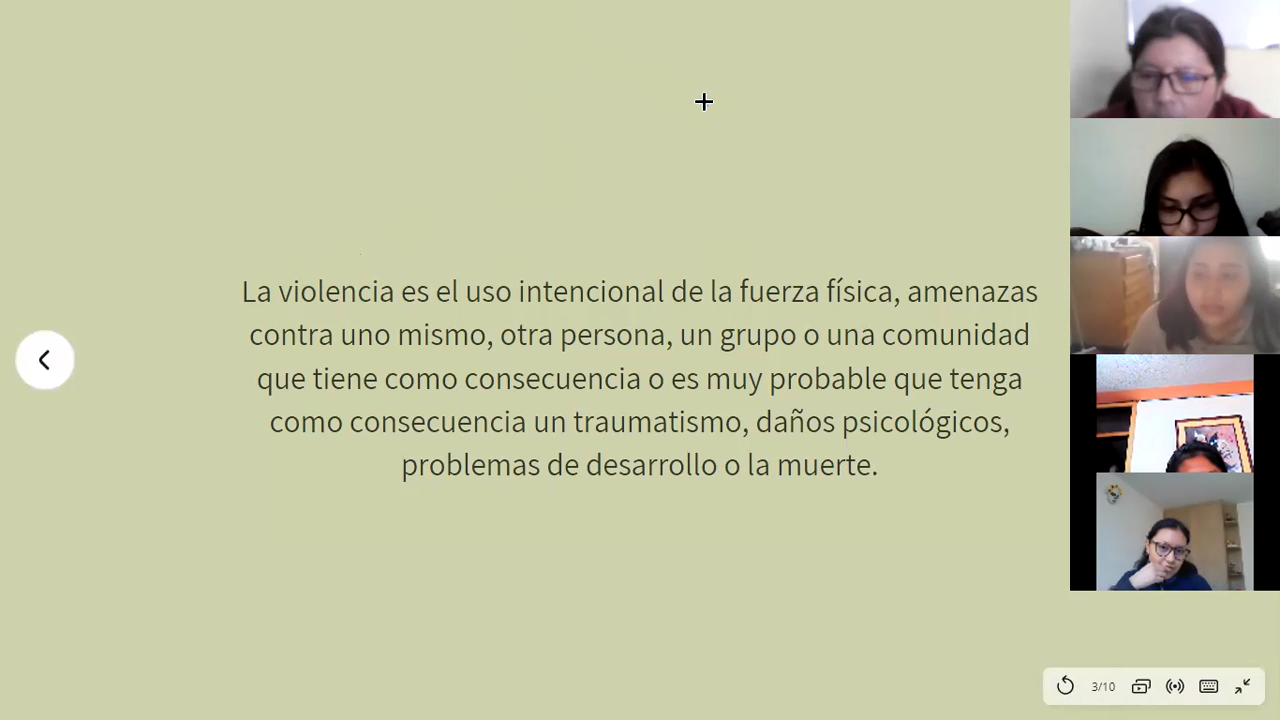 La violencia es el uso intencional de la fuerza física, amenazas
contra uno mismo, otra persona, un grupo o una comunidad
que tiene como consecuencia o es muy probable que tenga
como consecuencia un traumatismo, daños psicológicos,
problemas de desarrollo o la muerte.
3/10